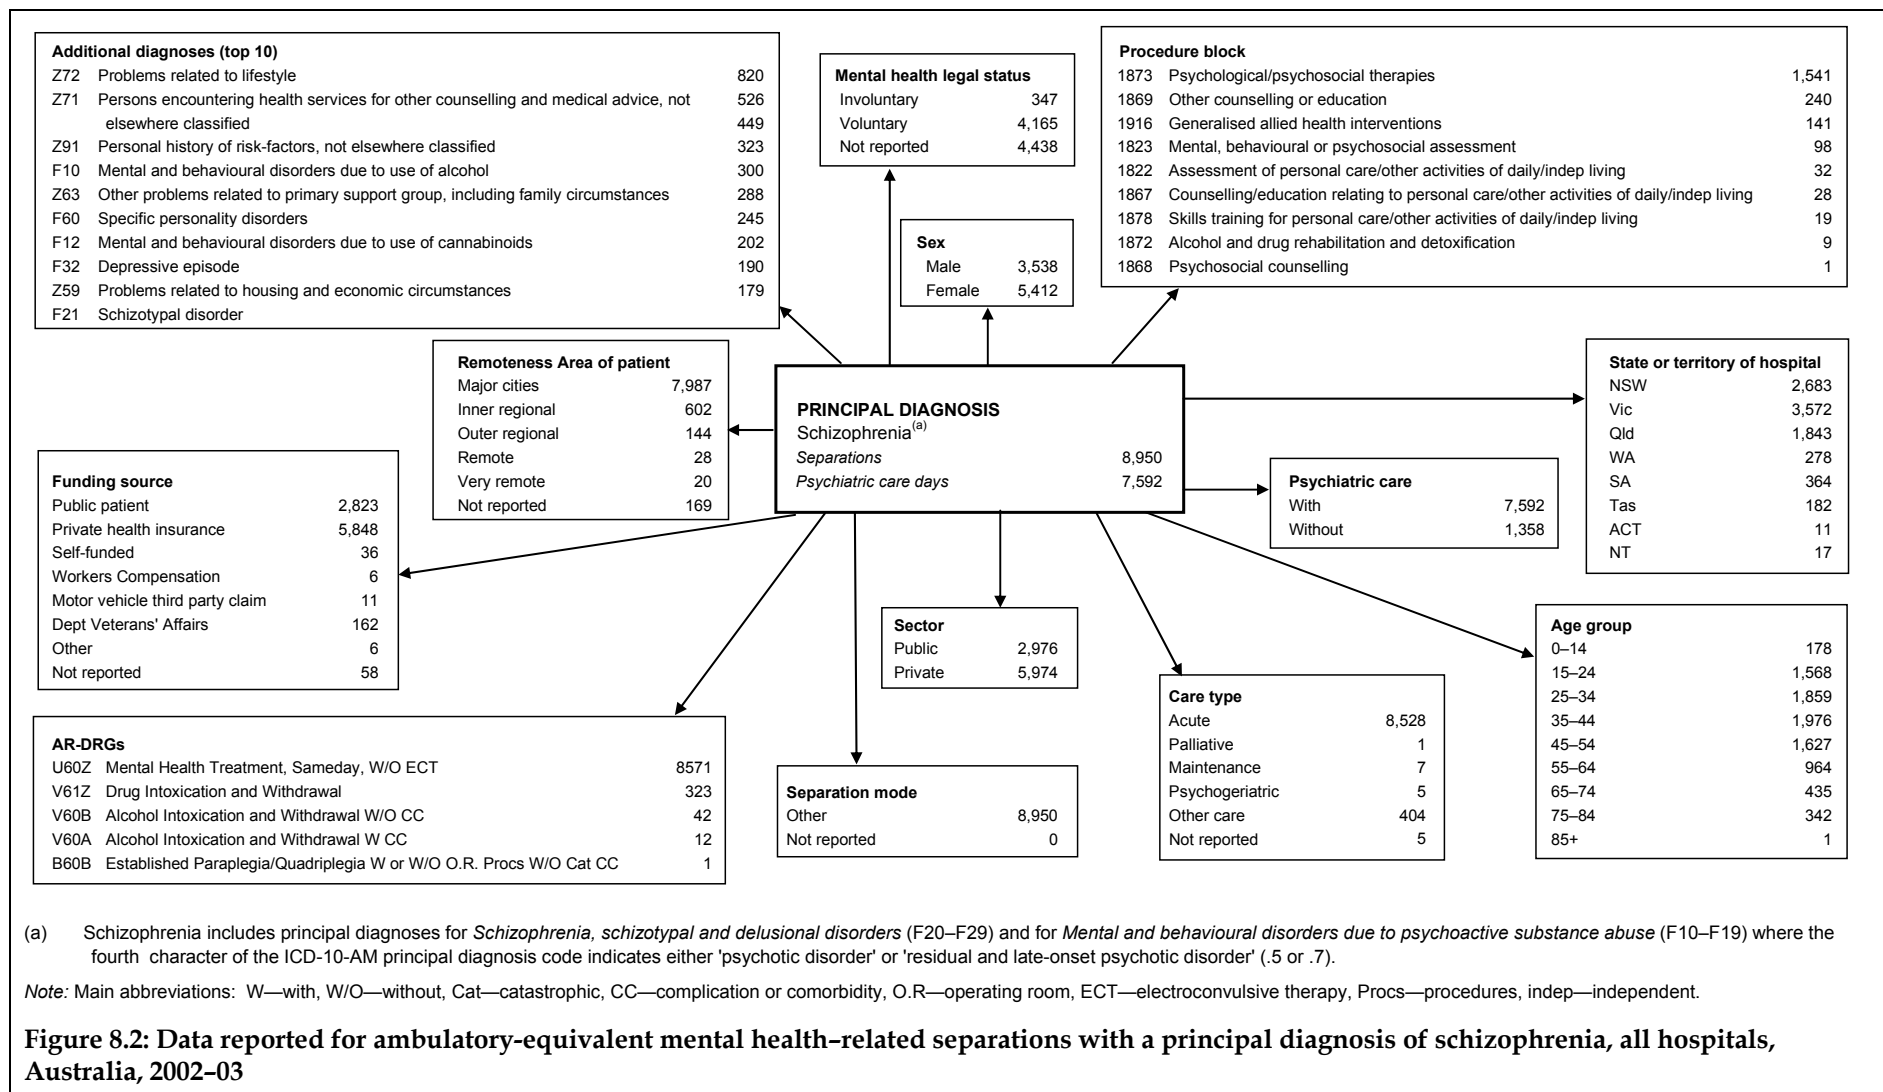 Additional diagnoses (top 10)
Z72 Problems related to lifestyle 820
Z71 Persons encountering health services for other counselling and medical advice, not 526
elsewhere classified 449
Z91 Personal history of risk-factors, not elsewhere classified 323
F10 Mental and behavioural disorders due to use of alcohol 300
Z63 Other problems related to primary support group, including family circumstances 288
F60 Specific personality disorders 245
F12 Mental and behavioural disorders due to use of cannabinoids 202
F32 Depressive episode 190
Z59 Problems related to housing and economic circumstances 179
F21 Schizotypal disorder
Mental health legal status
Involuntary 347
Voluntary 4,165
Not reported 4,438
Procedure block
1873 Psychological/psychosocial therapies 1,541
1869 Other counselling or education 240
1916 Generalised allied health interventions 141
1823 Mental, behavioural or psychosocial assessment 98
1822 Assessment of personal care/other activities of daily/indep living 32
1867 Counselling/education relating to personal care/other activities of daily/indep living 28
1878 Skills training for personal care/other activities of daily/indep living 19
1872 Alcohol and drug rehabilitation and detoxification 9
1868 Psychosocial counselling 1
Sex
Male 3,538
Female 5,412
Remoteness Area of patient
Major cities 7,987
Inner regional 602
Outer regional 144
Remote 28
Very remote 20
Not reported 169
PRINCIPAL DIAGNOSIS
Schizophrenia(a)
Separations 8,950
Psychiatric care days 7,592
State or territory of hospital
NSW 2,683
Vic 3,572
Qld 1,843
WA 278
SA 364
Tas 182
ACT 11
NT 17
Funding source
Public patient 2,823
Private health insurance 5,848
Self-funded 36
Workers Compensation 6
Motor vehicle third party claim 11
Dept Veterans' Affairs 162
Other 6
Not reported 58
Psychiatric care
With 7,592
Without 1,358
Sector
Public 2,976
Private 5,974
Age group
0–14 178
15–24 1,568
25–34 1,859
35–44 1,976
45–54 1,627
55–64 964
65–74 435
75–84 342
85+ 1
AR-DRGs
U60Z Mental Health Treatment, Sameday, W/O ECT 8571
V61Z Drug Intoxication and Withdrawal 323
V60B Alcohol Intoxication and Withdrawal W/O CC 42
V60A Alcohol Intoxication and Withdrawal W CC 12
B60B Established Paraplegia/Quadriplegia W or W/O O.R. Procs W/O Cat CC 1
Separation mode
Other 8,950
Not reported 0
Care type
Acute 8,528
Palliative 1
Maintenance 7
Psychogeriatric 5
Other care 404
Not reported 5
(a) Schizophrenia includes principal diagnoses for Schizophrenia, schizotypal and delusional disorders (F20–F29) and for Mental and behavioural disorders due to psychoactive substance abuse (F10–F19) where the
fourth character of the ICD-10-AM principal diagnosis code indicates either 'psychotic disorder' or 'residual and late-onset psychotic disorder' (.5 or .7).
Note: Main abbreviations: W—with, W/O—without, Cat—catastrophic, CC—complication or comorbidity, O.R—operating room, ECT—electroconvulsive therapy, Procs—procedures, indep—independent.
Figure 8.2: Data reported for ambulatory-equivalent mental health–related separations with a principal diagnosis of schizophrenia, all hospitals,
Australia, 2002–03